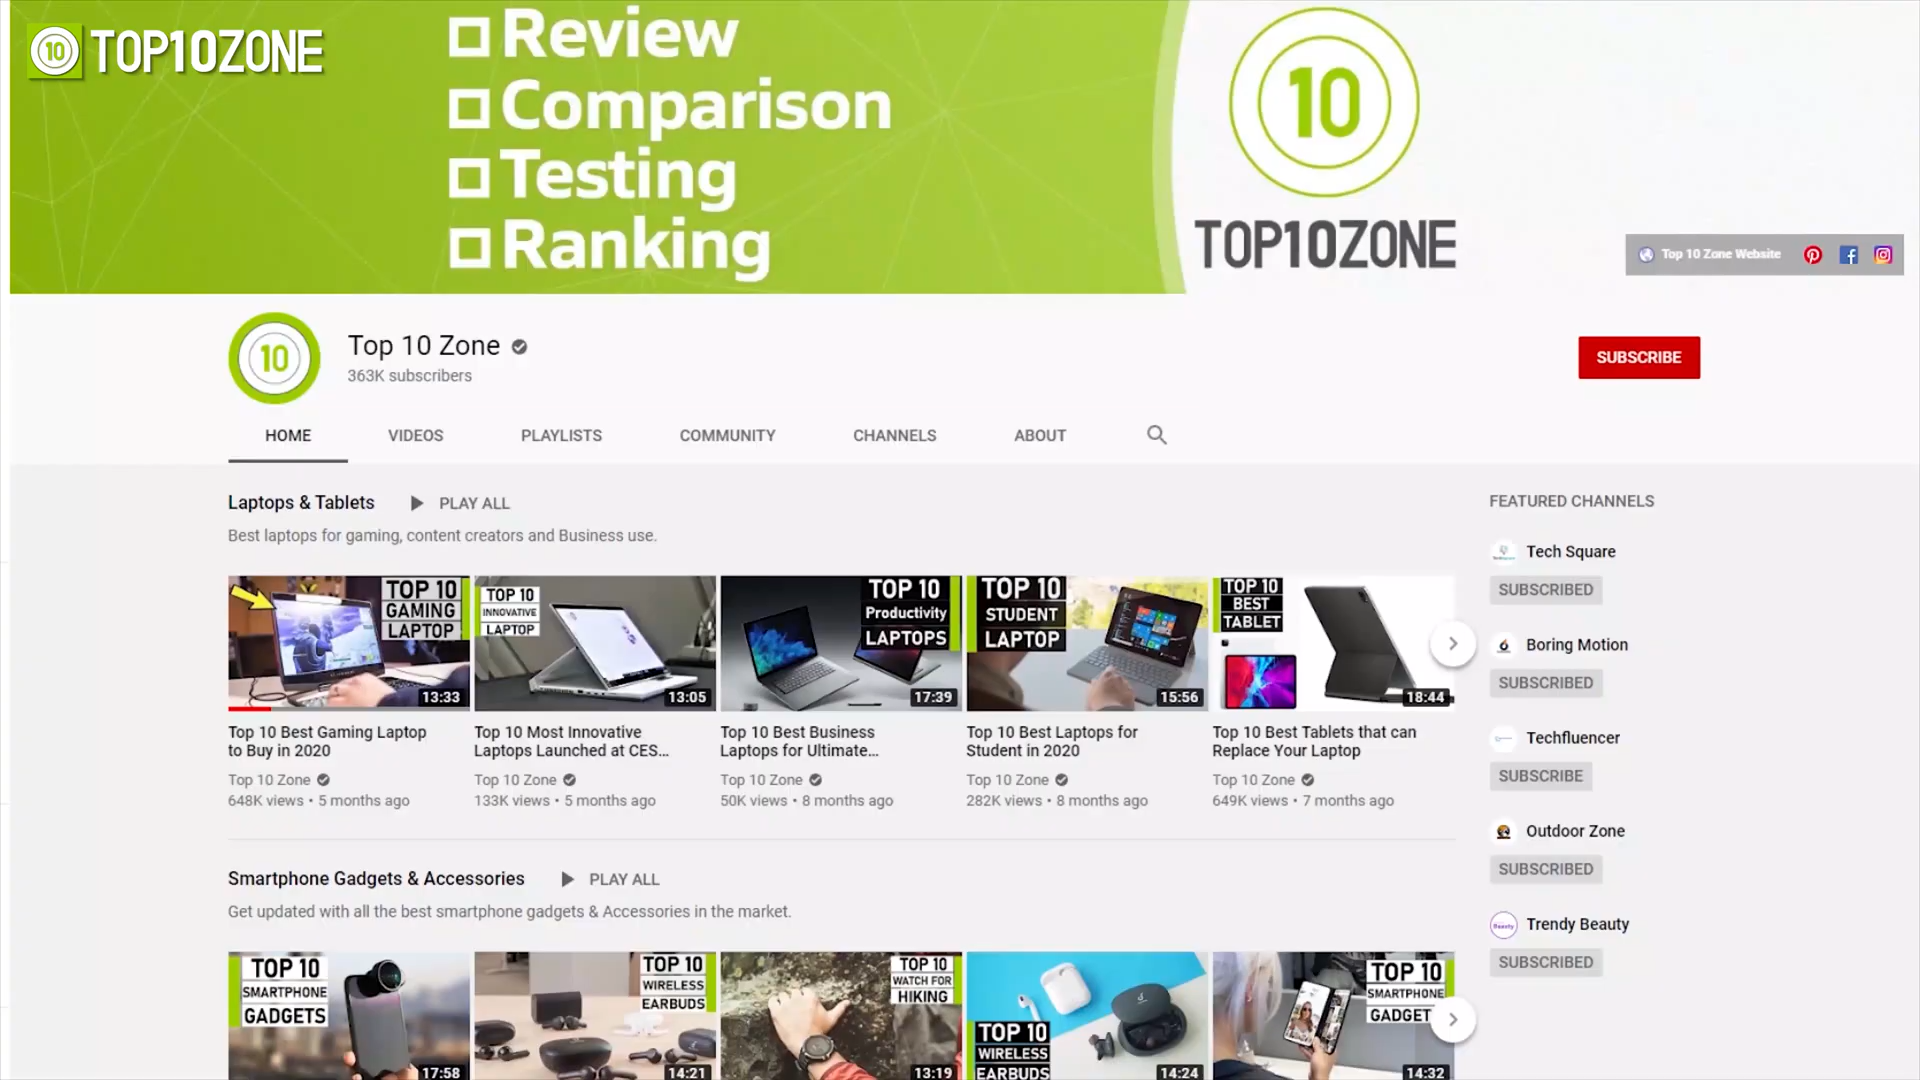 10 TOP10ZONE
Review
Comparison
Testing
Ranking
10
TOP10ZONE
Top 10 Zone Website
10
Top 10 Zone
363K subscribers
SUBSCRIBE
HOME VIDEOS PLAYLISTS COMMUNITY CHANNELS ABOUT
Laptops & Tablets PLAY ALL
Best laptops for gaming, content creators and Business use.
TOP 10
GAMING
LAPTOP
13:33
TOP 10
INNOVATIVE
LAPTOP
13:05
TOP 10
Productivity
LAPTOPS
17:39
TOP 10
STUDENT
LAPTOP
15:56
TOP 10
BEST
TABLET
18:44
Top 10 Best Gaming Laptop
to Buy in 2020
Top 10 Zone
648K views • 5 months ago
Top 10 Most Innovative
Laptops Launched at CES...
Top 10 Zone
133K views • 5 months ago
Top 10 Best Business
Laptops for Ultimate...
Top 10 Zone
50K views • 8 months ago
Top 10 Best Laptops for
Student in 2020
Top 10 Zone
282K views • 8 months ago
Top 10 Best Tablets that can
Replace Your Laptop
Top 10 Zone
649K views • 7 months ago
Smartphone Gadgets & Accessories PLAY ALL
Get updated with all the best smartphone gadgets & Accessories in the market.
TOP 10
SMARTPHONE
GADGETS
17:58
TOP 10
WIRELESS
EARBUDS
14:21
TOP 10
WATCH FOR
HIKING
13:19
TOP 10
WIRELESS
EARBUDS
14:24
TOP 10
SMARTPHONE
GADGET
14:32
FEATURED CHANNELS
Tech Square
SUBSCRIBED
Boring Motion
SUBSCRIBED
Techfluencer
SUBSCRIBE
Outdoor Zone
SUBSCRIBED
Beauty
Trendy Beauty
SUBSCRIBED